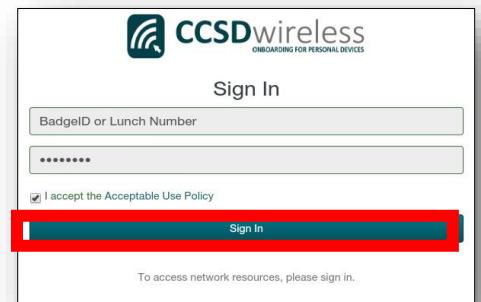 CCSDwireless
ONBOARDING FOR PERSONAL DEVICES
Sign In
BadgeID or Lunch Number
••••••••
I accept the Acceptable Use Policy
Sign In
To access network resources, please sign in.